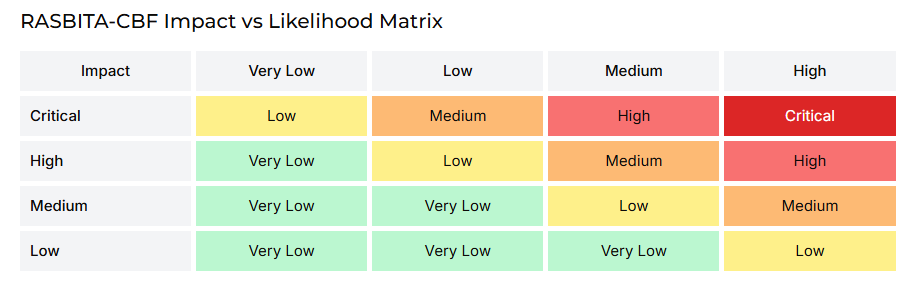 RASBITA-CBF Impact vs Likelihood Matrix
Impact Very Low Low Medium High
Critical Low Medium High Critical
High Very Low Low Medium High
Medium Very Low Very Low Low Medium
Low Very Low Very Low Very Low Low